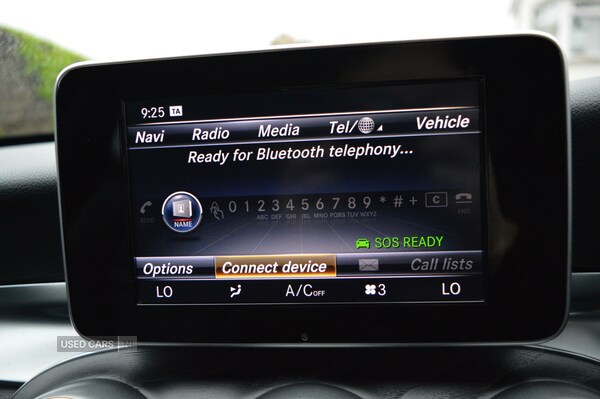 9:25 TA
Navi Radio Media Tel/ Vehicle
Ready for Bluetooth telephony...
0 1 2 3 4 5 6 7 8 9 * # + C
ABC DEF GHI JKL MNO PQRS TUV WXYZ
NAME
SOS READY
Options Connect device Call lists
LO A/C OFF 3 LO
USED CARS NI